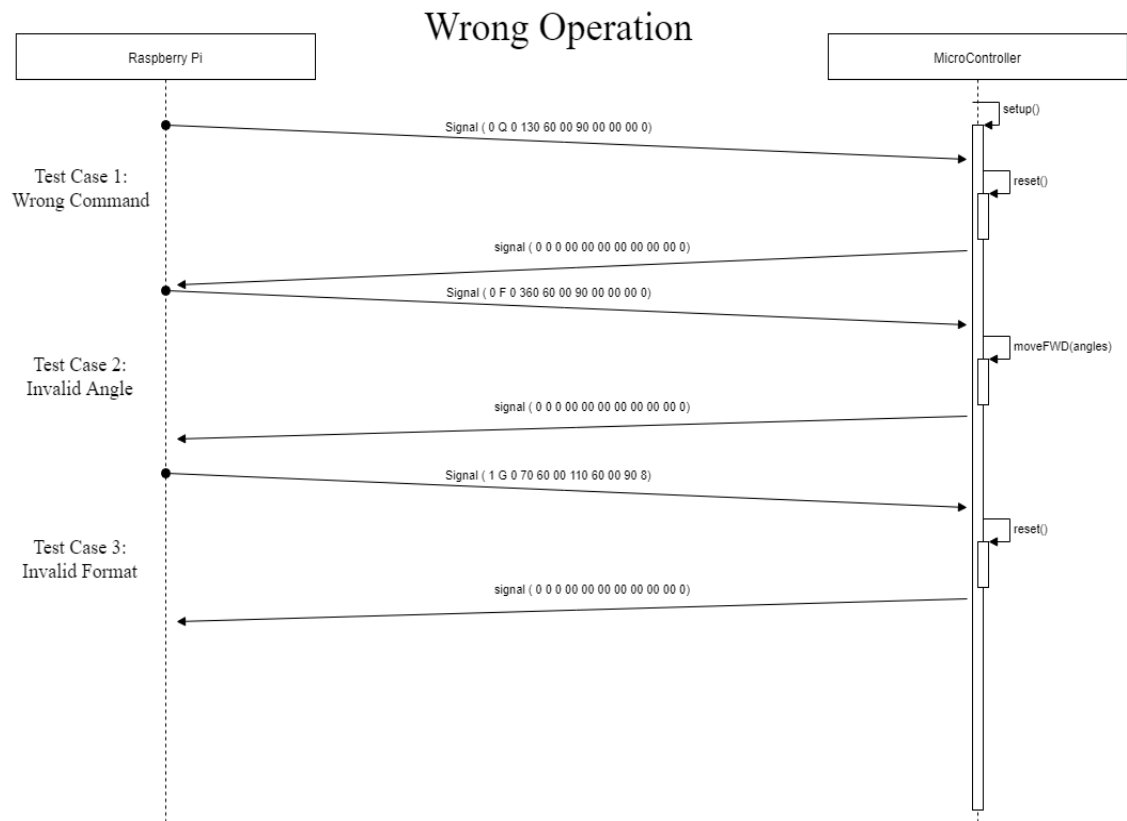 Wrong Operation
Raspberry Pi
MicroController
setup()
Signal ( 0 Q 0 130 60 00 90 00 00 00 0)
Test Case 1:
Wrong Command
reset()
signal ( 0 0 0 00 00 00 00 00 00 00 0)
Signal ( 0 F 0 360 60 00 90 00 00 00 0)
moveFWD(angles)
Test Case 2:
Invalid Angle
signal ( 0 0 0 00 00 00 00 00 00 00 0)
Signal ( 1 G 0 70 60 00 110 60 00 90 8)
reset()
Test Case 3:
Invalid Format
signal ( 0 0 0 00 00 00 00 00 00 00 0)